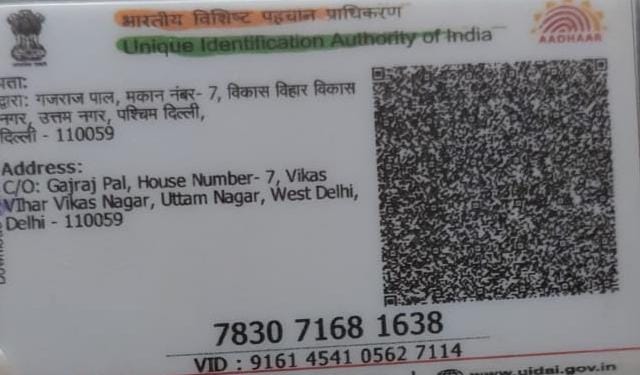 भारतीय विशिष्ट पहचान प्राधिकरण
Unique Identification Authority of India
AADHAAR
पता:
द्वारा: गजराज पाल, मकान नंबर- 7, विकास विहार विकास
नगर, उत्तम नगर, पश्चिम दिल्ली,
दिल्ली - 110059
Address:
C/O: Gajraj Pal, House Number- 7, Vikas
VIhar Vikas Nagar, Uttam Nagar, West Delhi,
Delhi - 110059
7830 7168 1638
VID : 9161 4541 0562 7114
www.uidai.gov.in